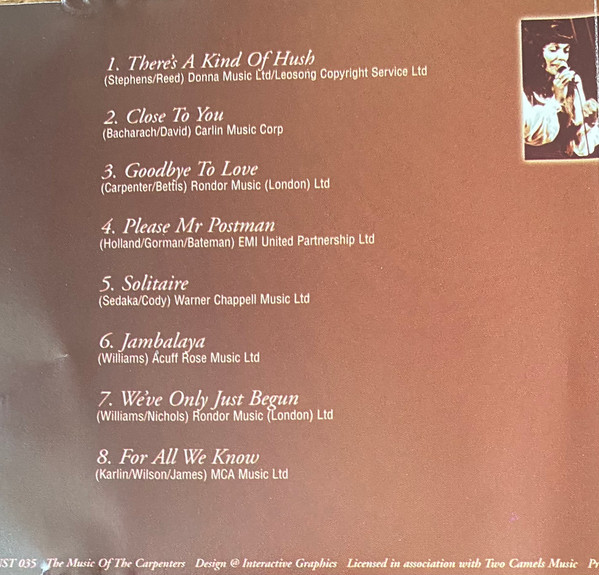 1. There's A Kind Of Hush
(Stephens/Reed) Donna Music Ltd/Leosong Copyright Service Ltd
2. Close To You
(Bacharach/David) Carlin Music Corp
3. Goodbye To Love
(Carpenter/Bettis) Rondor Music (London) Ltd
4. Please Mr Postman
(Holland/Gorman/Bateman) EMI United Partnership Ltd
5. Solitaire
(Sedaka/Cody) Warner Chappell Music Ltd
6. Jambalaya
(Williams) Acuff Rose Music Ltd
7. We've Only Just Begun
(Williams/Nichols) Rondor Music (London) Ltd
8. For All We Know
(Karlin/Wilson/James) MCA Music Ltd
035 The Music Of The Carpenters Design @ Interactive Graphics Licensed in association with Two Camels Music